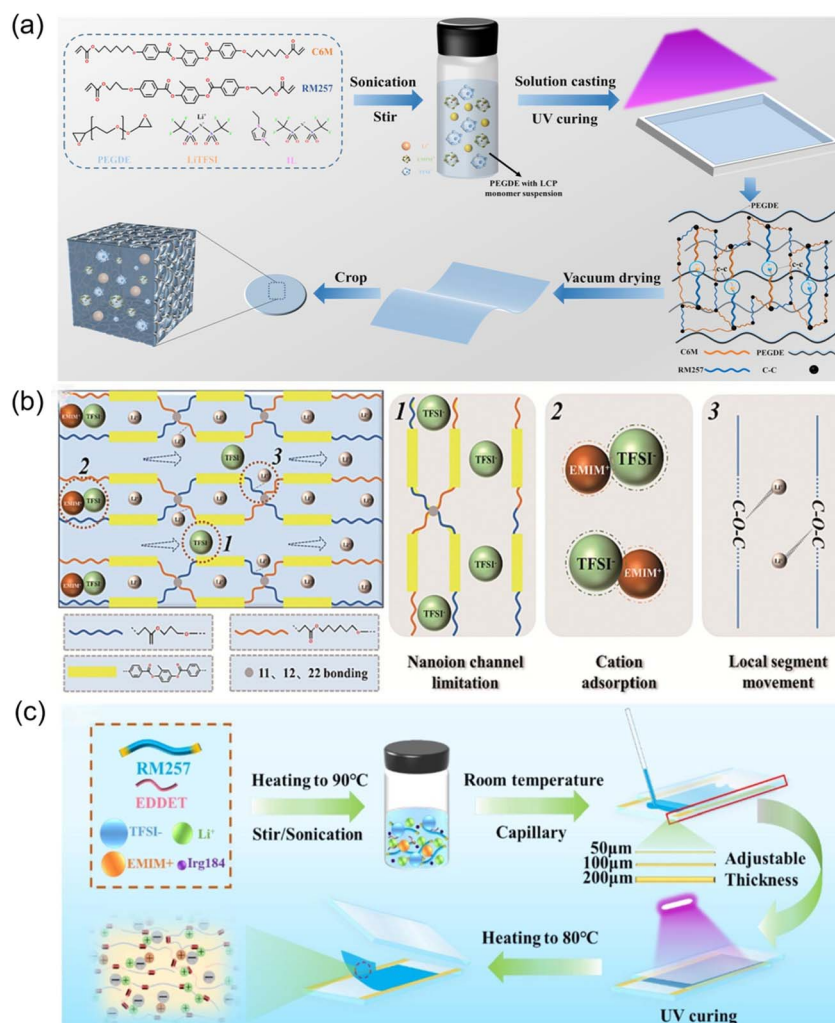 (a)
C6M
RM257
Li⁺
PEGDE
LiTFSI
IL
Sonication
Stir
Solution casting
UV curing
PEGDE with LCP
monomer suspension
PEGDE
C-C
C-C
C-C
Vacuum drying
Crop
C6M
PEGDE
RM257
C-C
(b)
EMIM⁺
TFSI⁻
2
3
1
11、12、22 bonding
1
TFSI⁻
TFSI⁻
TFSI⁻
TFSI⁻
Nanoion channel
limitation
2
EMIM⁺
TFSI⁻
TFSI⁻
EMIM⁺
Cation
adsorption
3
C-O-C
C-O-C
Local segment
movement
(c)
RM257
EDDET
TFSI-
Li⁺
EMIM+
Irg184
Heating to 90℃
Stir/Sonication
Room temperature
Capillary
50μm
100μm
200μm
Adjustable
Thickness
Heating to 80℃
UV curing